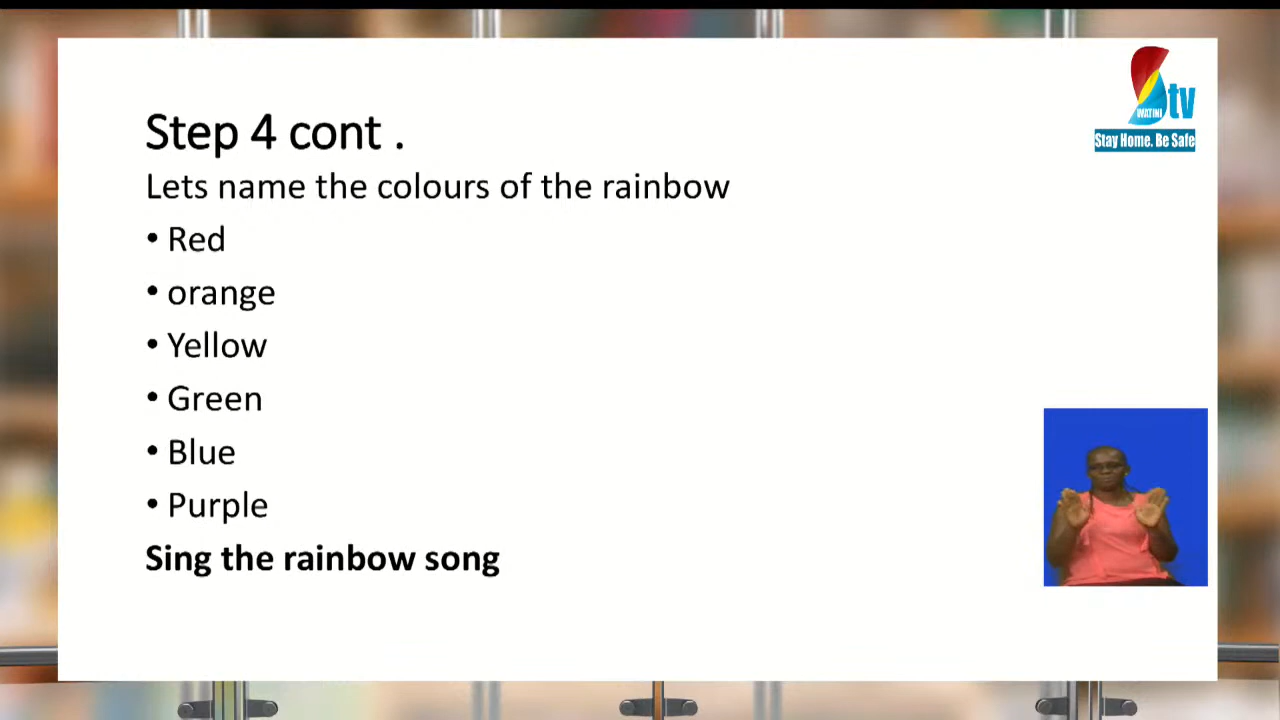 Step 4 cont .
Lets name the colours of the rainbow
• Red
• orange
• Yellow
• Green
• Blue
• Purple
Sing the rainbow song
tv
WATINI
Stay Home. Be Safe